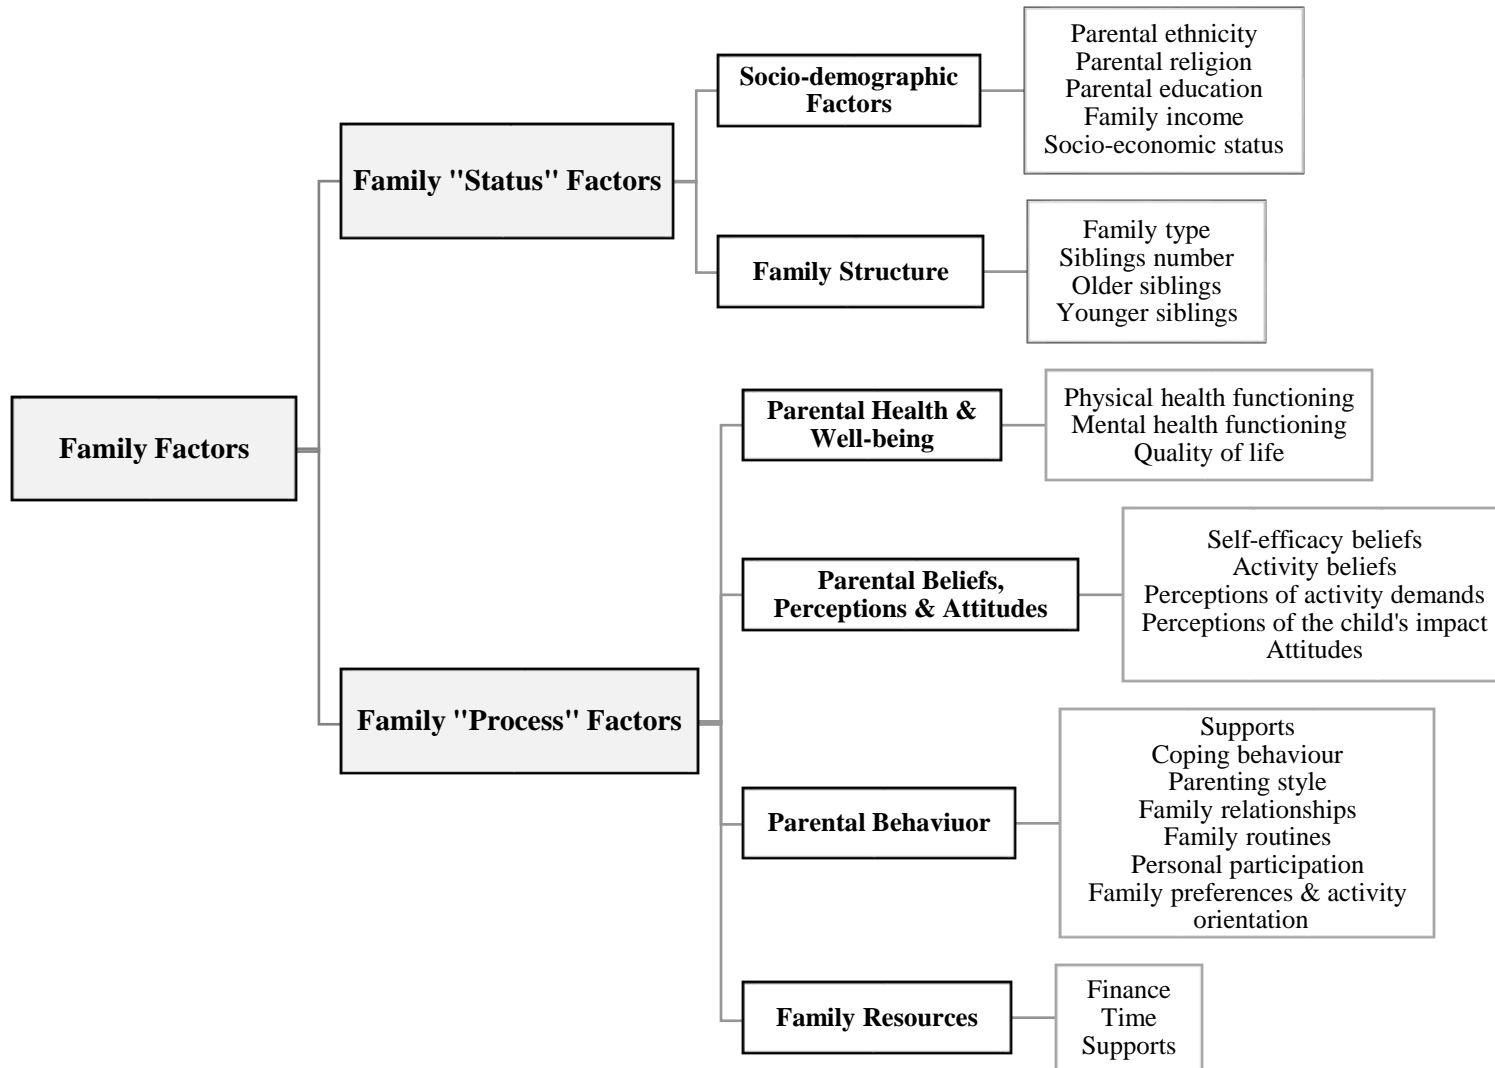 Family Factors
Family "Status" Factors
Socio-demographic
Factors
Parental ethnicity
Parental religion
Parental education
Family income
Socio-economic status
Family Structure
Family type
Siblings number
Older siblings
Younger siblings
Family "Process" Factors
Parental Health &
Well-being
Physical health functioning
Mental health functioning
Quality of life
Parental Beliefs,
Perceptions & Attitudes
Self-efficacy beliefs
Activity beliefs
Perceptions of activity demands
Perceptions of the child's impact
Attitudes
Parental Behaviuor
Supports
Coping behaviour
Parenting style
Family relationships
Family routines
Personal participation
Family preferences & activity
orientation
Family Resources
Finance
Time
Supports